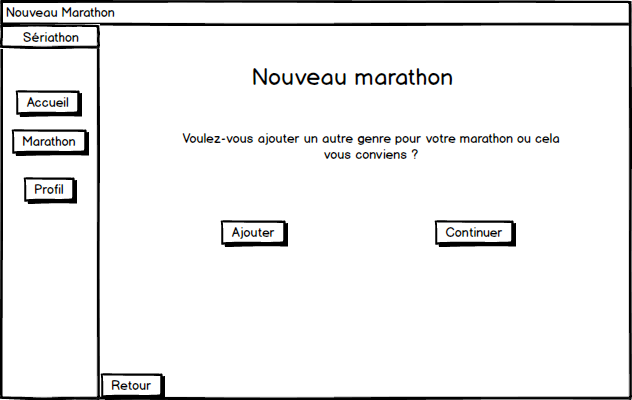 Nouveau Marathon
Sériathon
Accueil
Marathon
Profil
Nouveau marathon
Voulez-vous ajouter un autre genre pour votre marathon ou cela
vous conviens ?
Ajouter
Continuer
Retour